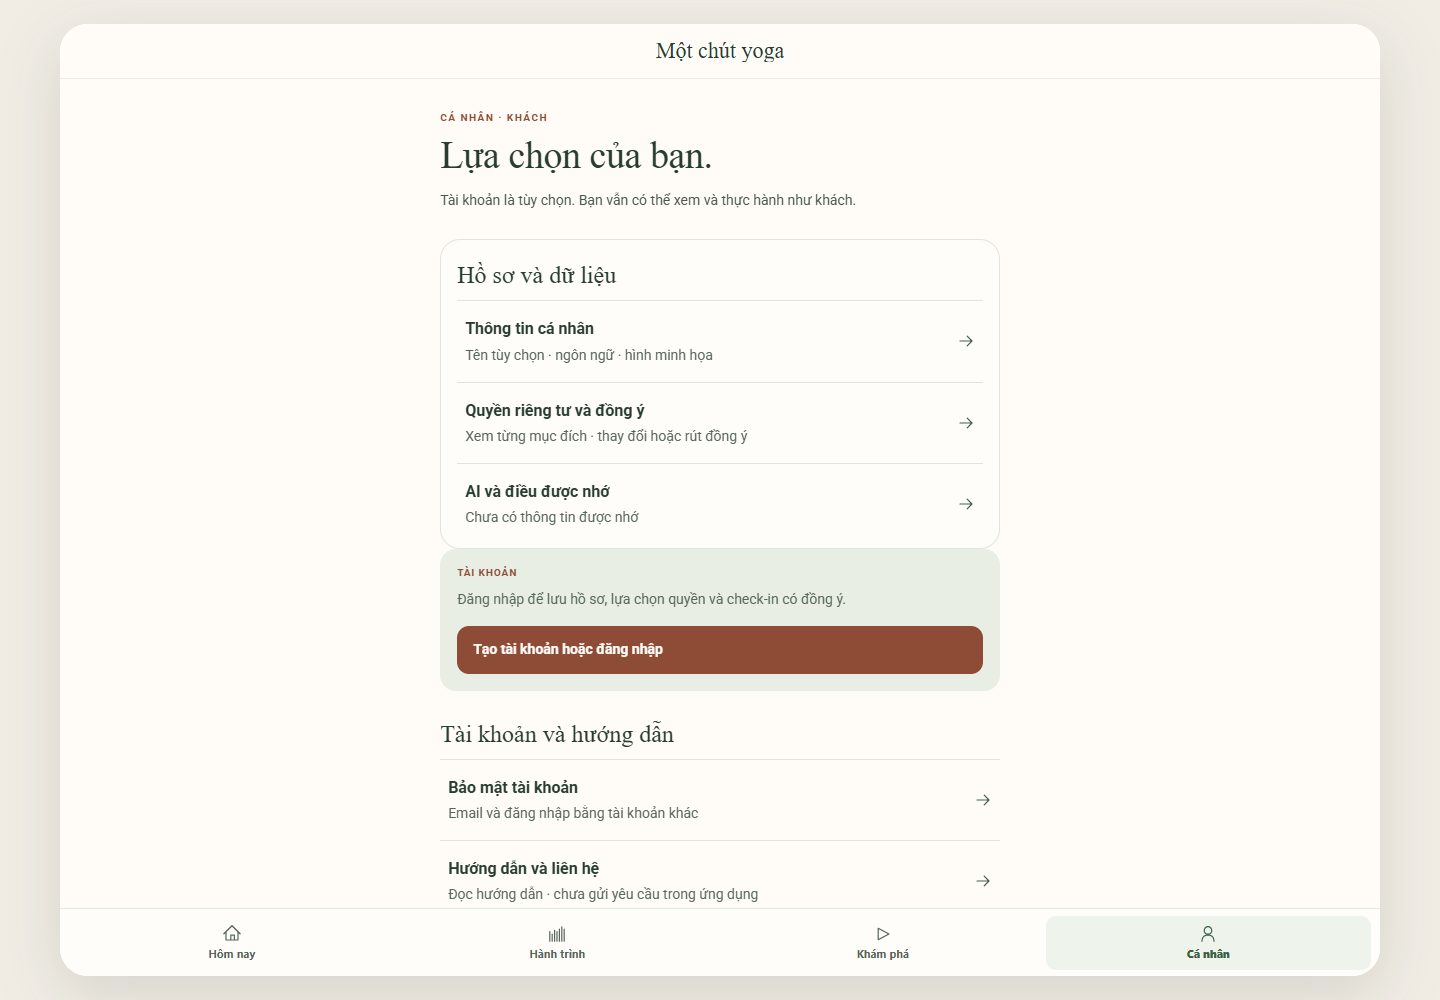 Một chút yoga
CÁ NHÂN · KHÁCH
Lựa chọn của bạn.
Tài khoản là tùy chọn. Bạn vẫn có thể xem và thực hành như khách.
Hồ sơ và dữ liệu
Thông tin cá nhân
Tên tùy chọn · ngôn ngữ · hình minh họa
Quyền riêng tư và đồng ý
Xem từng mục đích · thay đổi hoặc rút đồng ý
AI và điều được nhớ
Chưa có thông tin được nhớ
TÀI KHOẢN
Đăng nhập để lưu hồ sơ, lựa chọn quyền và check-in có đồng ý.
Tạo tài khoản hoặc đăng nhập
Tài khoản và hướng dẫn
Bảo mật tài khoản
Email và đăng nhập bằng tài khoản khác
Hướng dẫn và liên hệ
Đọc hướng dẫn · chưa gửi yêu cầu trong ứng dụng
Hôm nay
Hành trình
Khám phá
Cá nhân